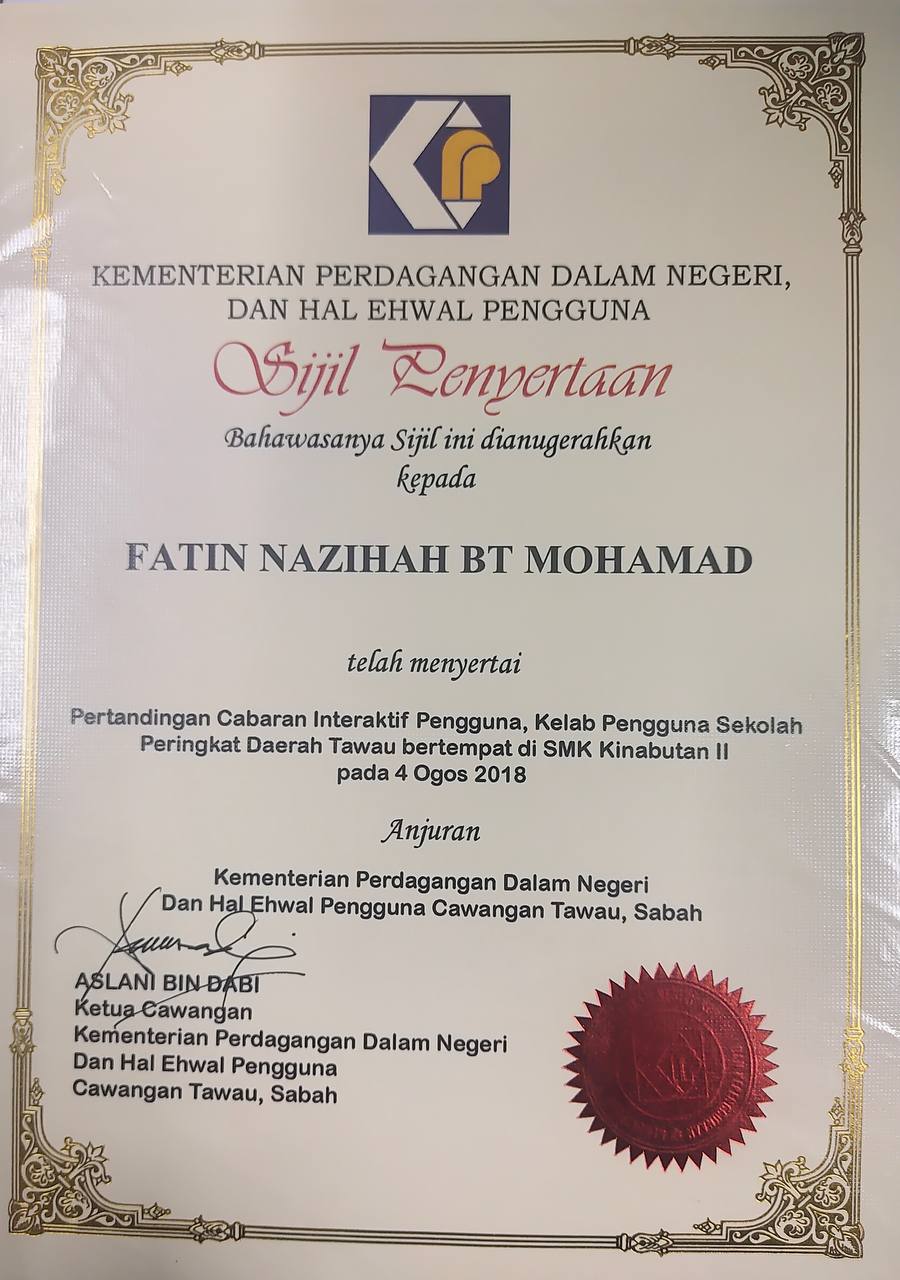 KEMENTERIAN PERDAGANGAN DALAM NEGERI,
DAN HAL EHWAL PENGGUNA
Sijil Penyertaan
Bahawasanya Sijil ini dianugerahkan
kepada
FATIN NAZIHAH BT MOHAMAD
telah menyertai
Pertandingan Cabaran Interaktif Pengguna, Kelab Pengguna Sekolah
Peringkat Daerah Tawau bertempat di SMK Kinabutan II
pada 4 Ogos 2018
Anjuran
Kementerian Perdagangan Dalam Negeri
Dan Hal Ehwal Pengguna Cawangan Tawau, Sabah
ASLANI BIN DABI
Ketua Cawangan
Kementerian Perdagangan Dalam Negeri
Dan Hal Ehwal Pengguna
Cawangan Tawau, Sabah